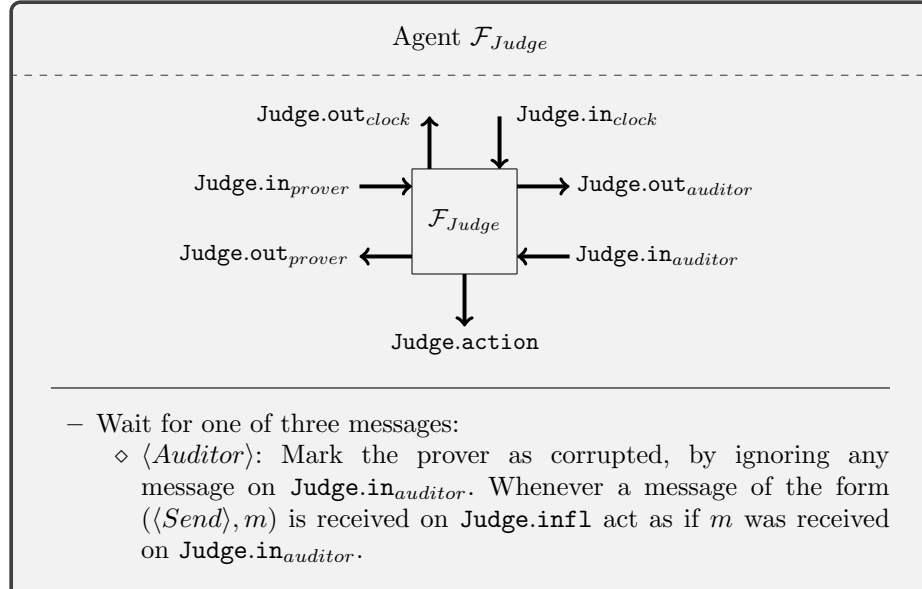 Agent F_Judge
Judge.out_clock Judge.in_clock
Judge.in_prover Judge.out_auditor
F_Judge
Judge.out_prover Judge.in_auditor
Judge.action
– Wait for one of three messages:
⋄ ⟨Auditor⟩: Mark the prover as corrupted, by ignoring any
message on Judge.in_auditor. Whenever a message of the form
(⟨Send⟩, m) is received on Judge.infl act as if m was received
on Judge.in_auditor.